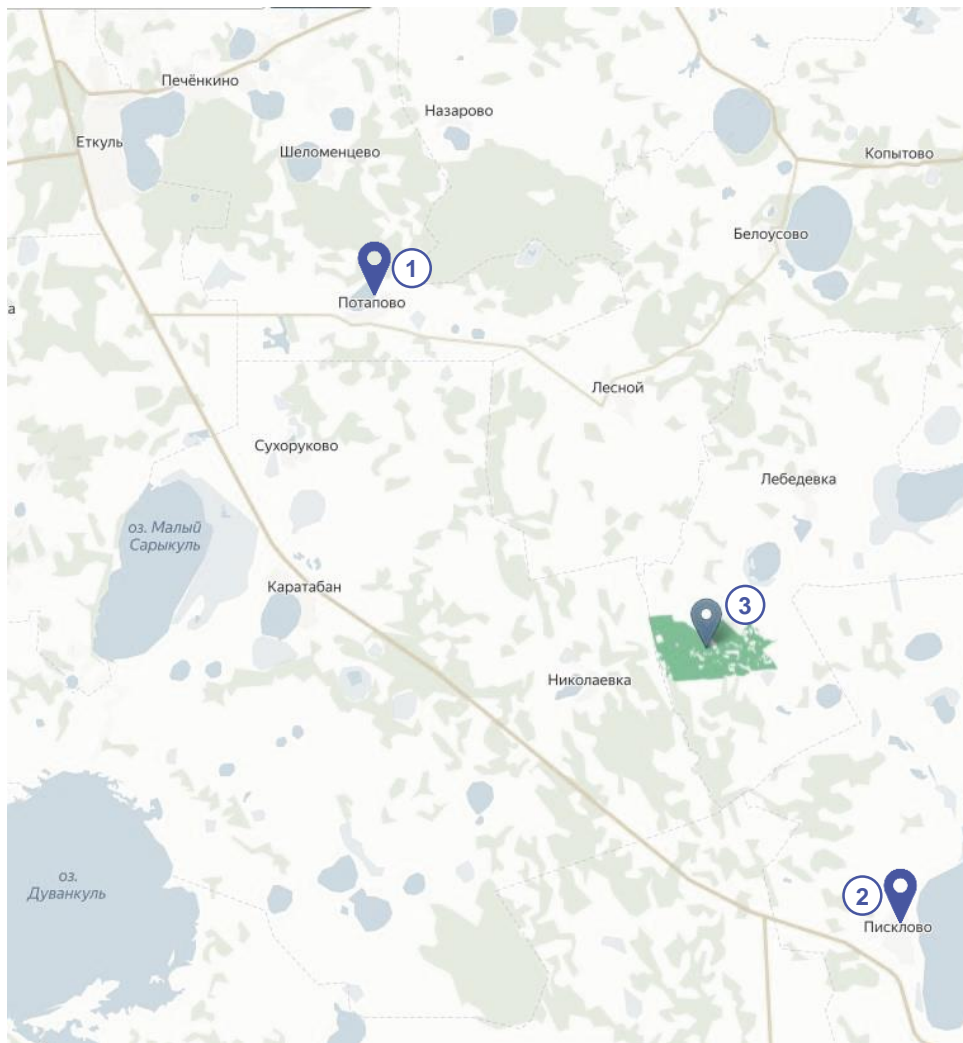 Печёнкино
Назарово
Еткуль
Шеломенцево
Копытово
Белоусово
1
Потапово
а
Лесной
Сухоруково
Лебедевка
оз. Малый
Сарыкуль
Каратабан
3
Николаевка
оз.
Дуванкуль
2
Писклово